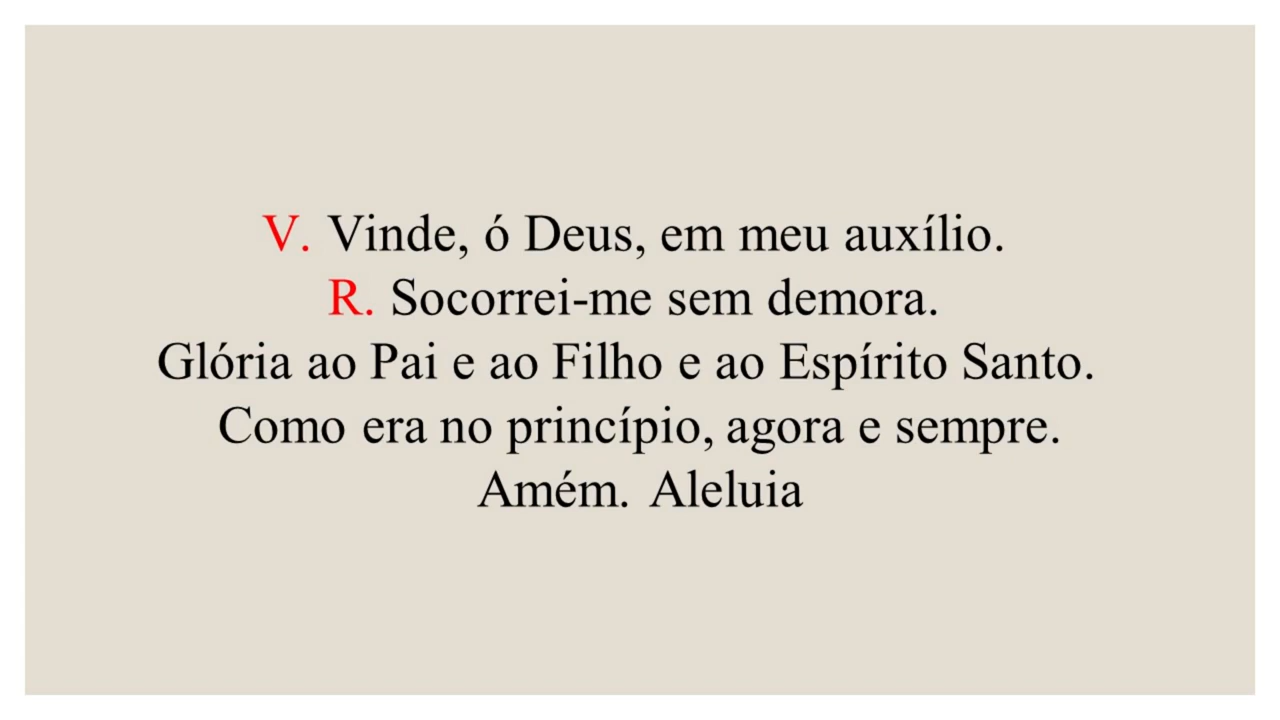 V. Vinde, ó Deus, em meu auxílio.
R. Socorrei-me sem demora.
Glória ao Pai e ao Filho e ao Espírito Santo.
Como era no princípio, agora e sempre.
Amém. Aleluia